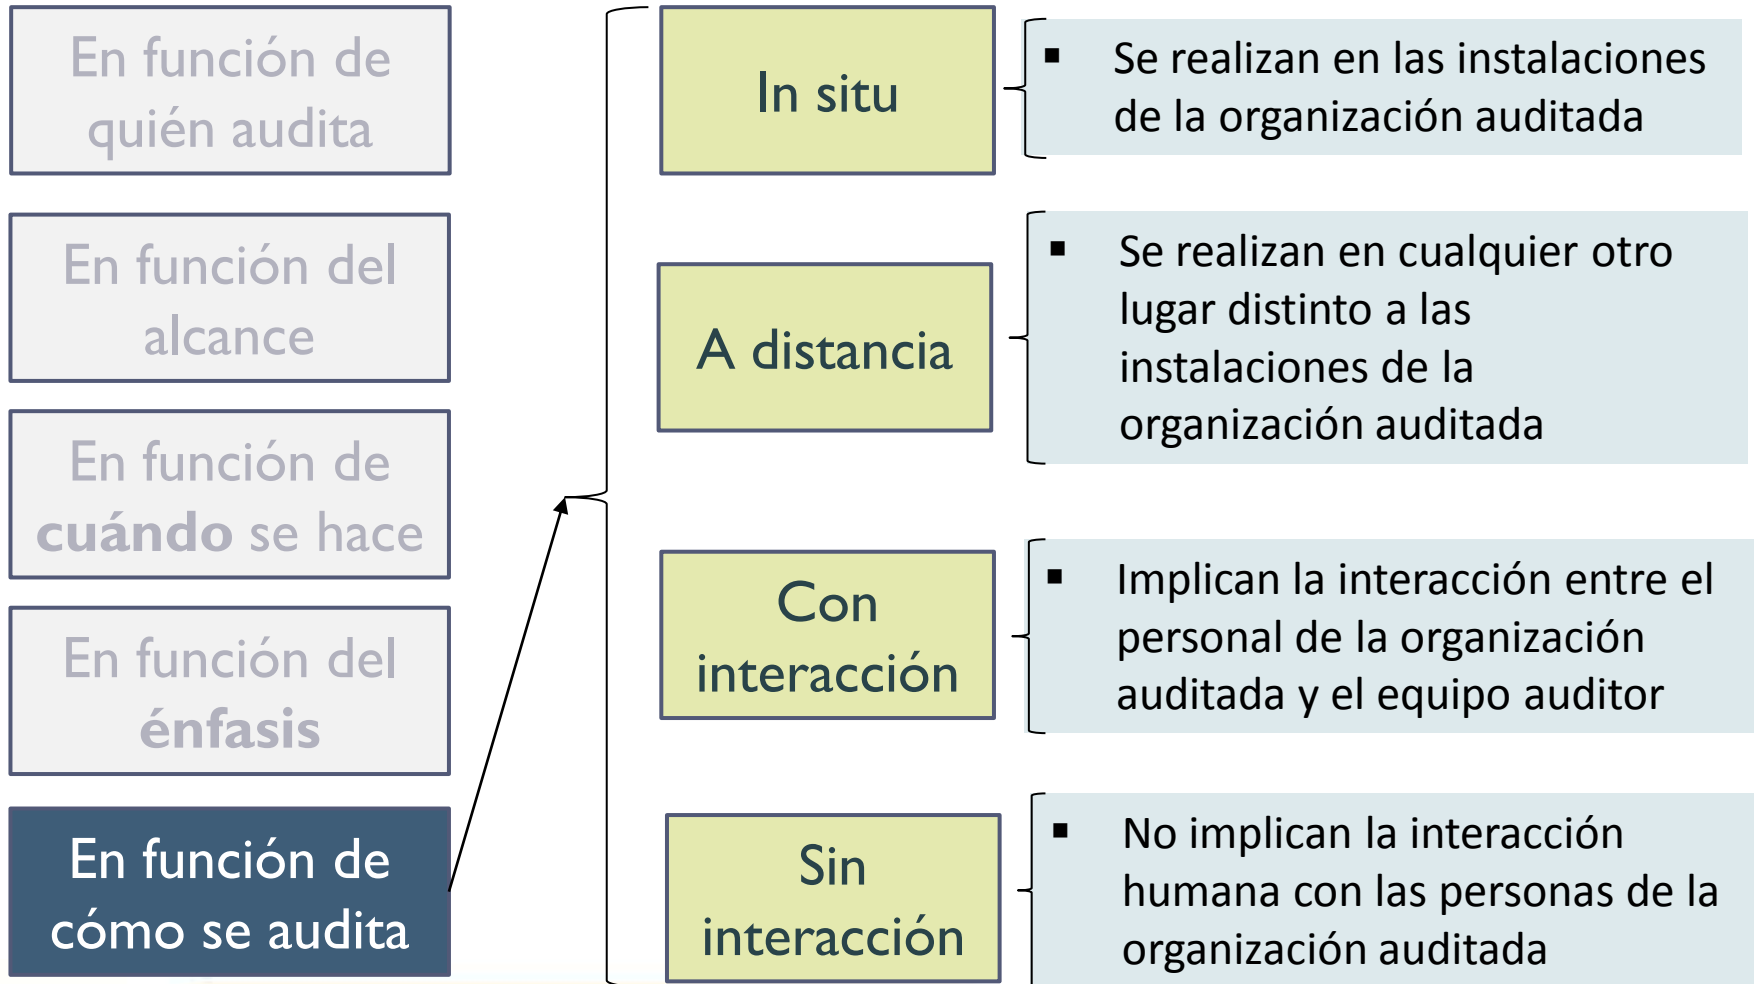 En función de
quién audita
En función del
alcance
En función de
cuándo se hace
En función del
énfasis
En función de
cómo se audita
In situ
▪ Se realizan en las instalaciones
de la organización auditada
A distancia
▪ Se realizan en cualquier otro
lugar distinto a las
instalaciones de la
organización auditada
Con
interacción
▪ Implican la interacción entre el
personal de la organización
auditada y el equipo auditor
Sin
interacción
▪ No implican la interacción
humana con las personas de la
organización auditada